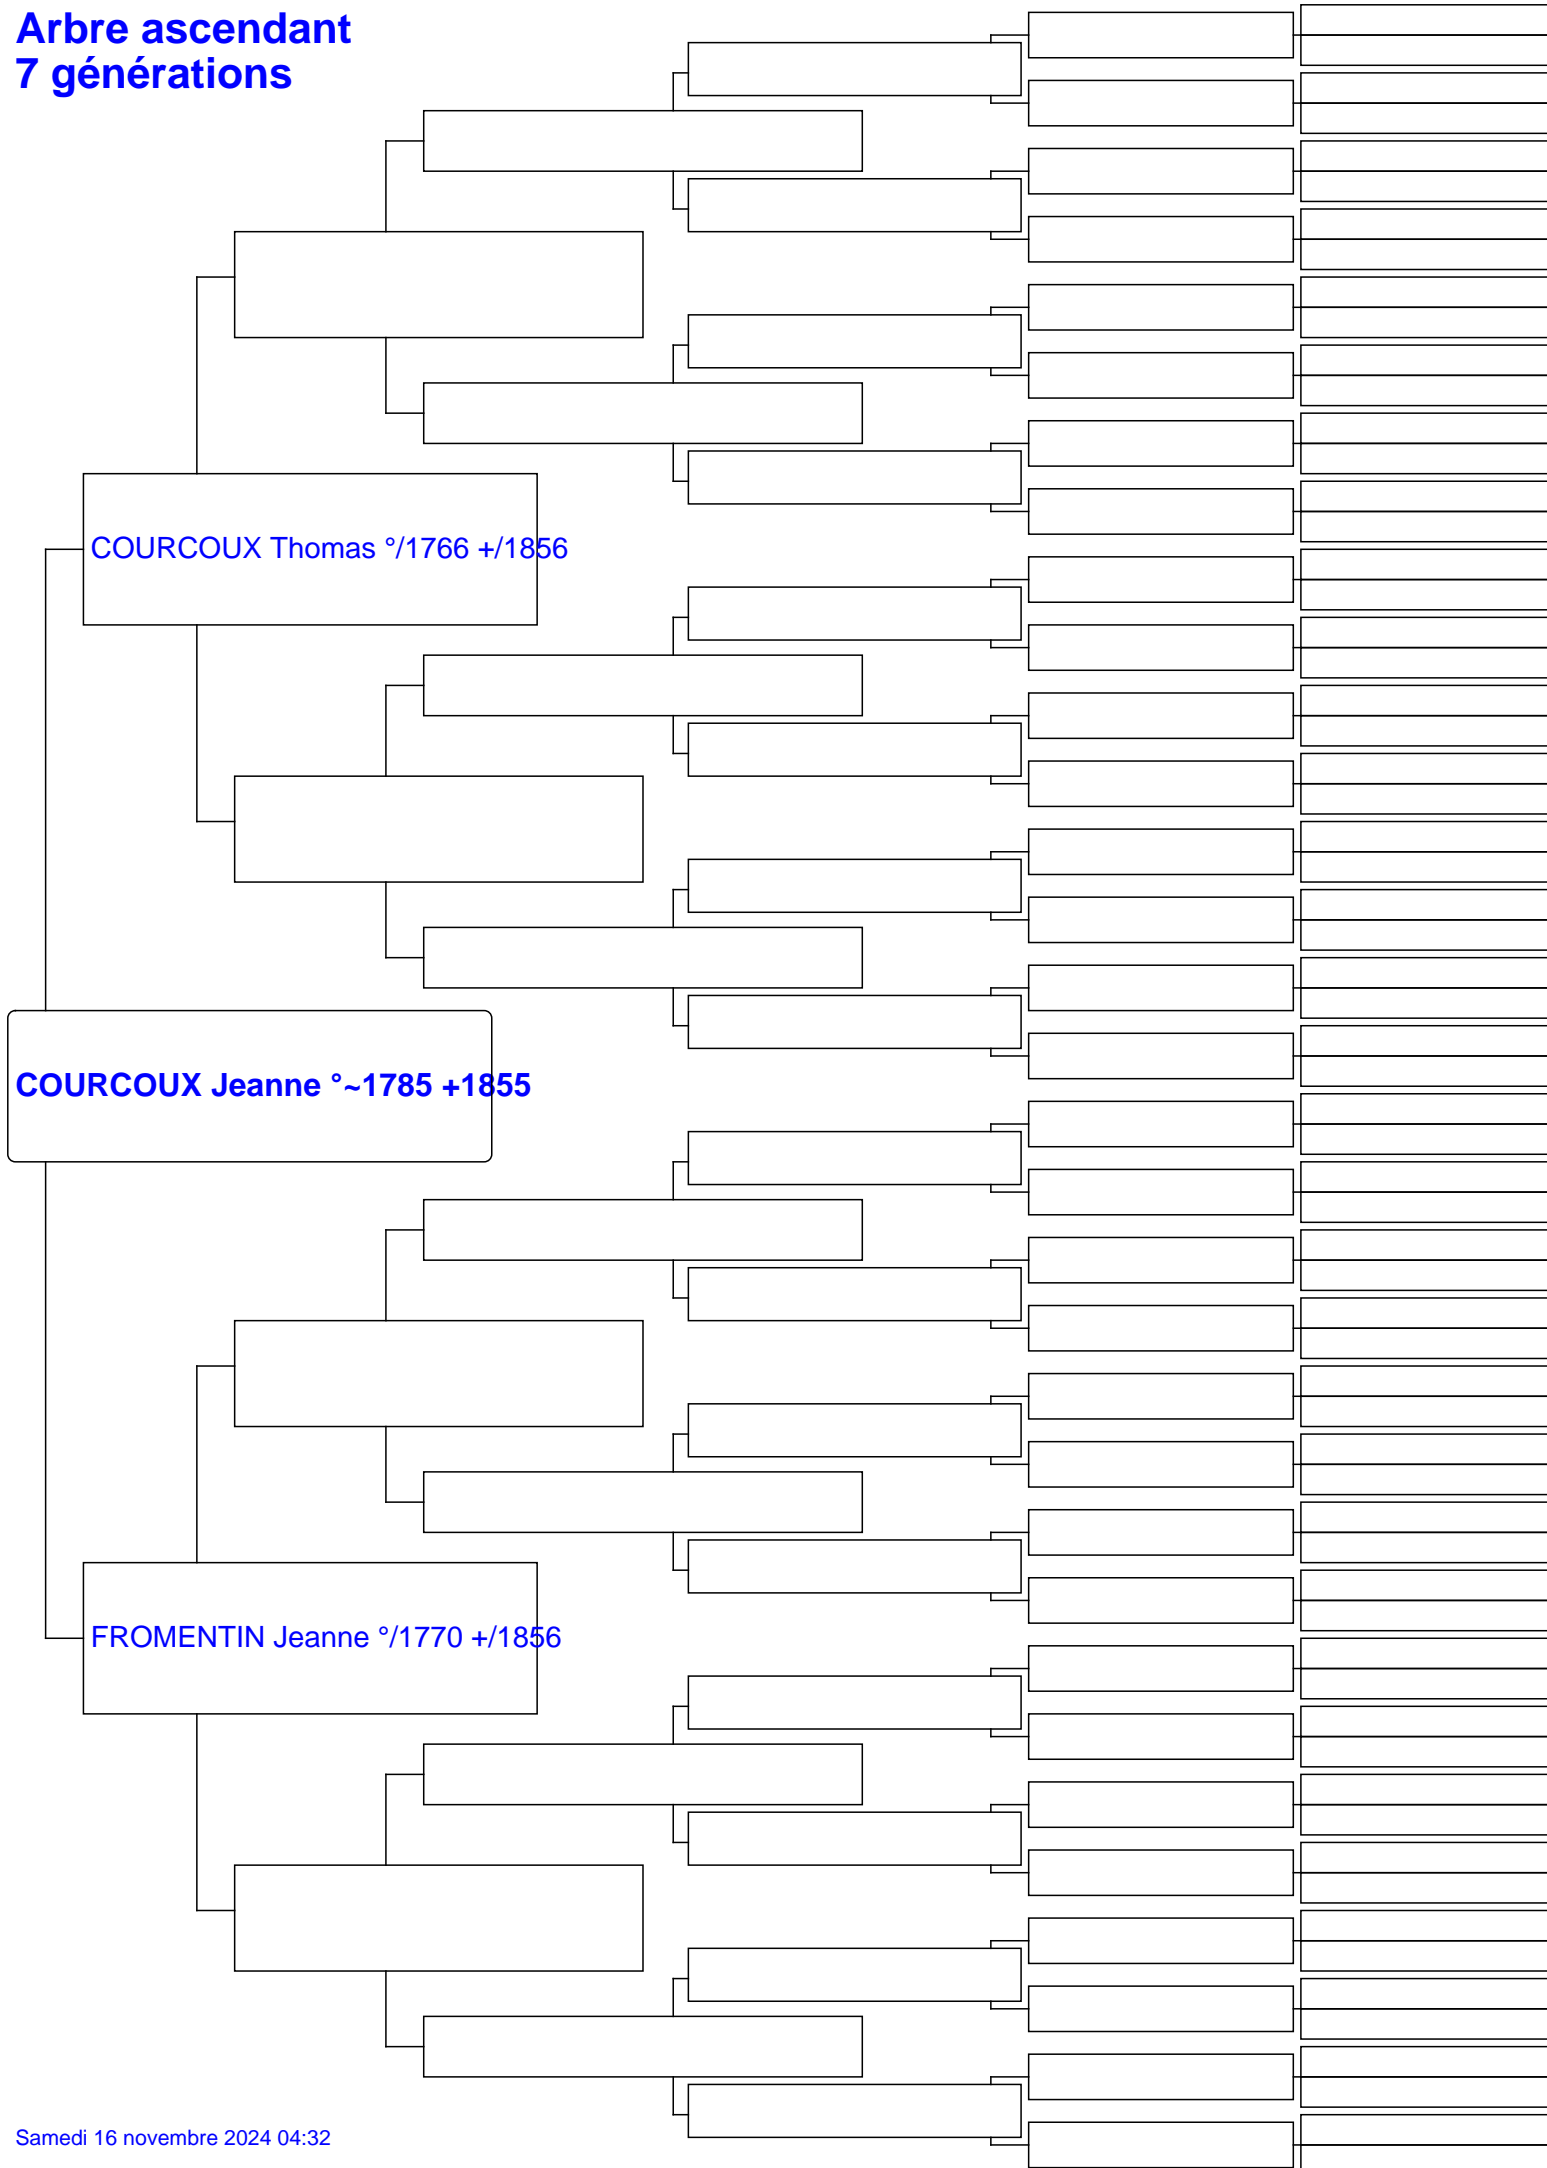 Arbre ascendant
7 générations
COURCOUX Thomas °/1766 +/1856
COURCOUX Jeanne °~1785 +1855
FROMENTIN Jeanne °/1770 +/1856
Samedi 16 novembre 2024 04:32